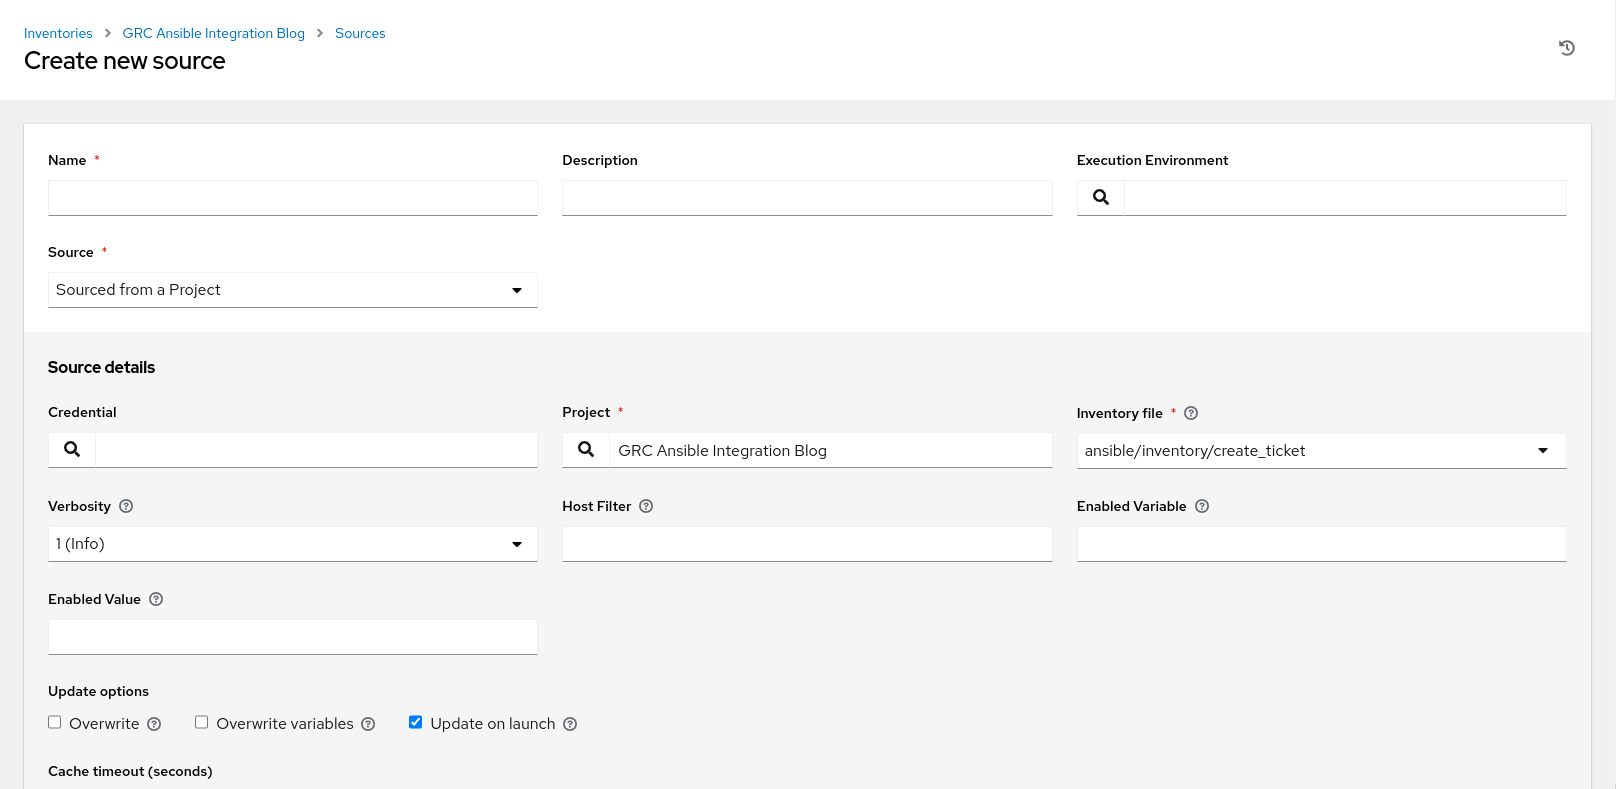 Inventories > GRC Ansible Integration Blog > Sources
Create new source
Name * Description Execution Environment
Source *
Sourced from a Project
Source details
Credential Project * Inventory file * ?
GRC Ansible Integration Blog ansible/inventory/create_ticket
Verbosity ? Host Filter ? Enabled Variable ?
1 (Info)
Enabled Value ?
Update options
Overwrite ? Overwrite variables ? Update on launch ?
Cache timeout (seconds)